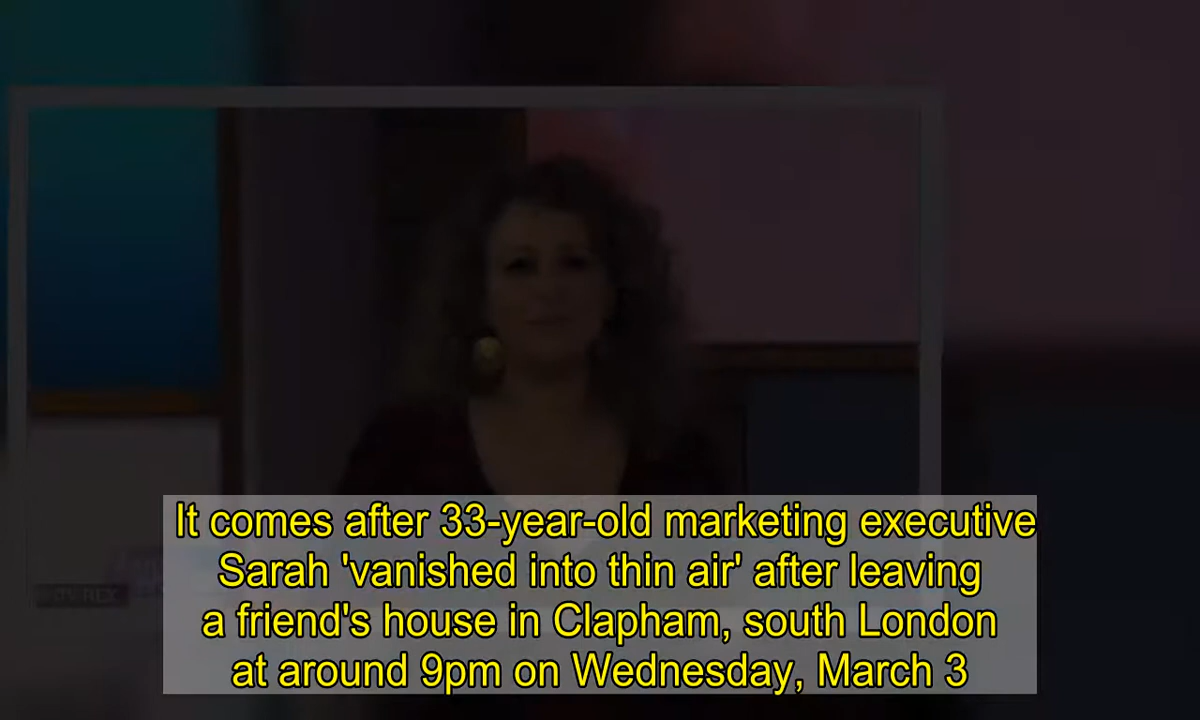 It comes after 33-year-old marketing executive
Sarah 'vanished into thin air' after leaving
a friend's house in Clapham, south London
at around 9pm on Wednesday, March 3